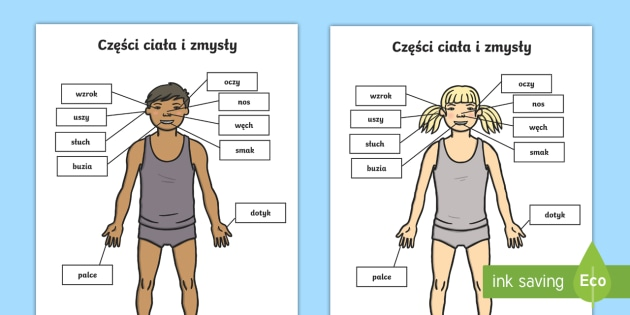 Części ciała i zmysły
wzrok
oczy
uszy
nos
słuch
węch
buzia
smak
dotyk
palce
Części ciała i zmysły
wzrok
oczy
uszy
nos
słuch
węch
buzia
smak
dotyk
palce
ink saving
Eco